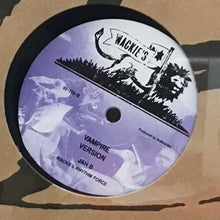 WACKIE'S
VAMPIRE
VERSION
JAH B
WACKIE'S RHYTHM FORCE